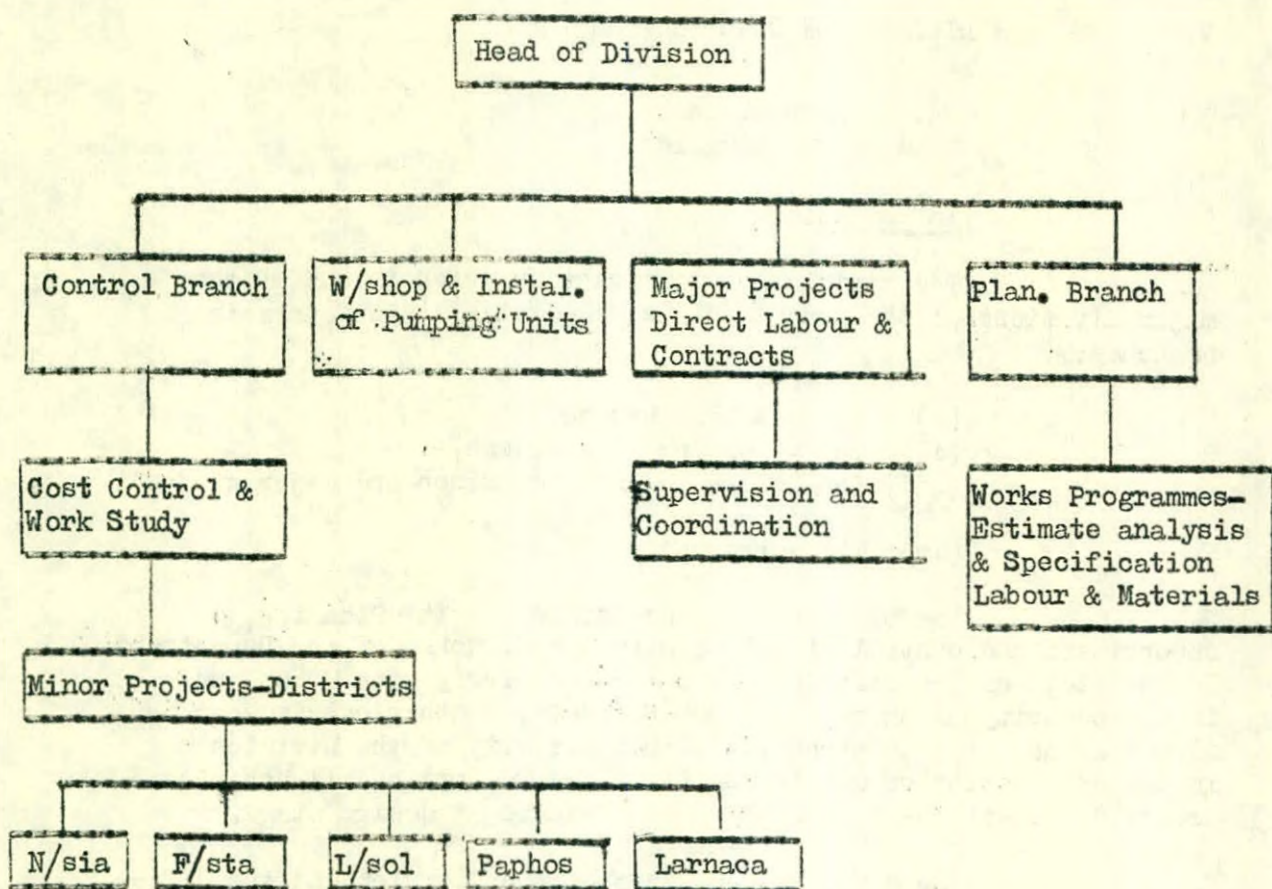 Head of Division
Control Branch
W/shop & Instal.
of Pumping Units
Major Projects
Direct Labour &
Contracts
Plan. Branch
Cost Control &
Work Study
Supervision and
Coordination
Works Programmes-
Estimate analysis
& Specification
Labour & Materials
Minor Projects-Districts
N/sia
F/sta
L/sol
Paphos
Larnaca